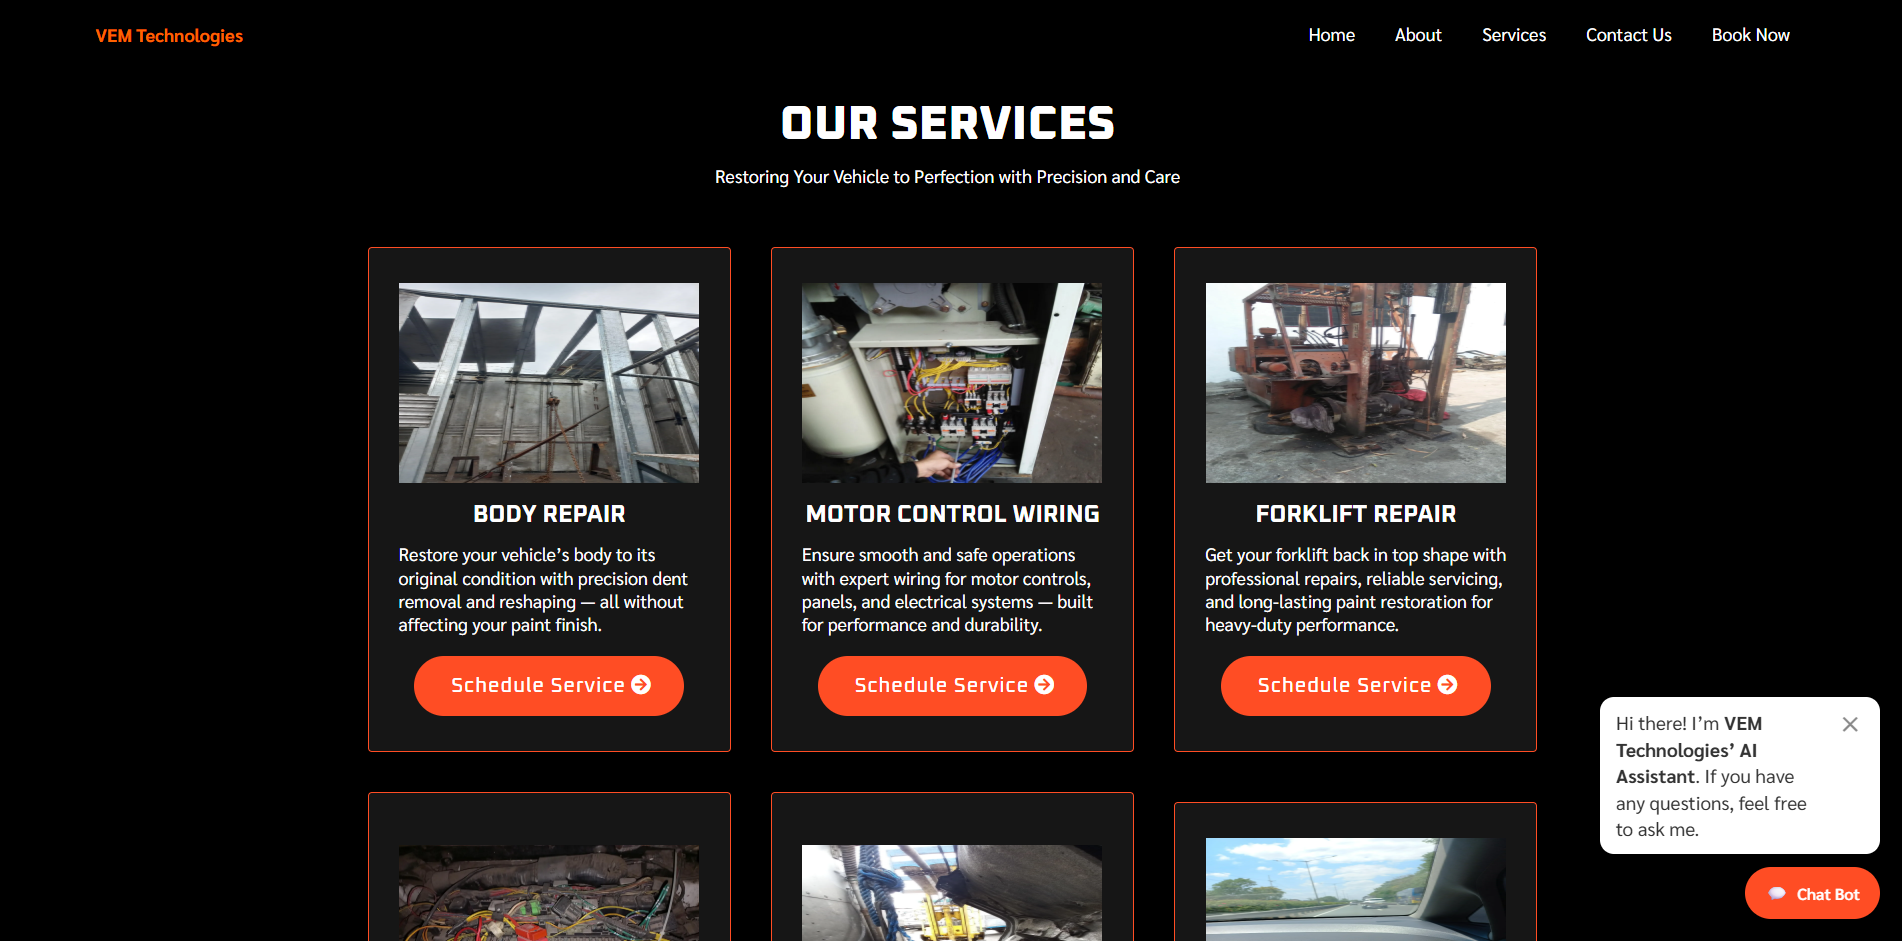 VEM Technologies
Home
About
Services
Contact Us
Book Now
OUR SERVICES
Restoring Your Vehicle to Perfection with Precision and Care
BODY REPAIR
Restore your vehicle’s body to its
original condition with precision dent
removal and reshaping — all without
affecting your paint finish.
Schedule Service
MOTOR CONTROL WIRING
Ensure smooth and safe operations
with expert wiring for motor controls,
panels, and electrical systems — built
for performance and durability.
Schedule Service
FORKLIFT REPAIR
Get your forklift back in top shape with
professional repairs, reliable servicing,
and long-lasting paint restoration for
heavy-duty performance.
Schedule Service
Hi there! I’m VEM
Technologies’ AI
Assistant. If you have
any questions, feel free
to ask me.
Chat Bot